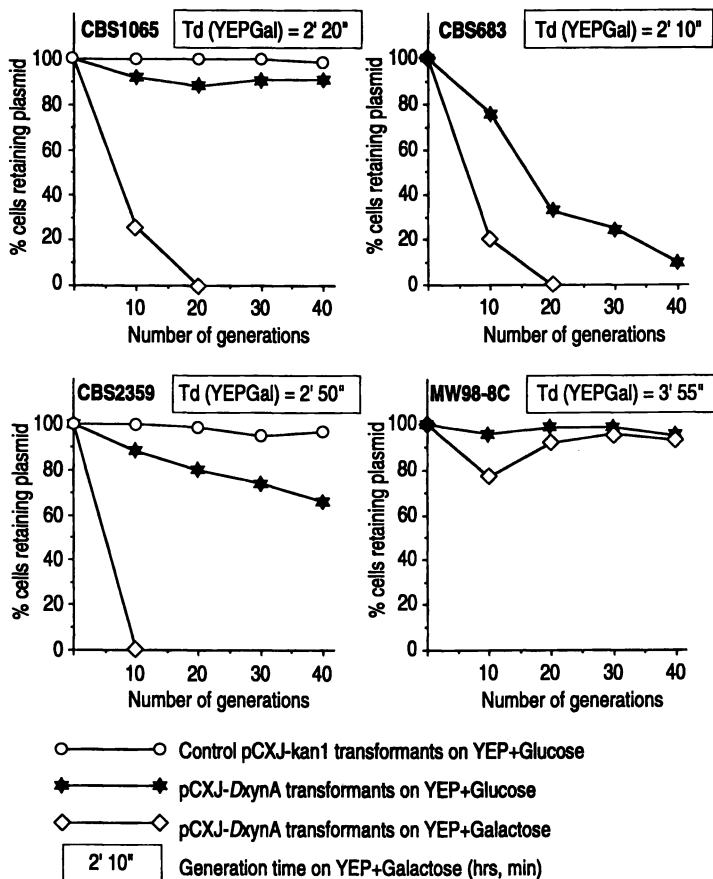 CBS1065
Td (YEPGal) = 2' 20"
% cells retaining plasmid
100
80
60
40
20
0
10 20 30 40
Number of generations
CBS683
Td (YEPGal) = 2' 10"
% cells retaining plasmid
100
80
60
40
20
0
10 20 30 40
Number of generations
CBS2359
Td (YEPGal) = 2' 50"
% cells retaining plasmid
100
80
60
40
20
0
10 20 30 40
Number of generations
MW98-8C
Td (YEPGal) = 3' 55"
% cells retaining plasmid
100
80
60
40
20
0
10 20 30 40
Number of generations
Control pCXJ-kan1 transformants on YEP+Glucose
pCXJ-DxynA transformants on YEP+Glucose
pCXJ-DxynA transformants on YEP+Galactose
2' 10" Generation time on YEP+Galactose (hrs, min)